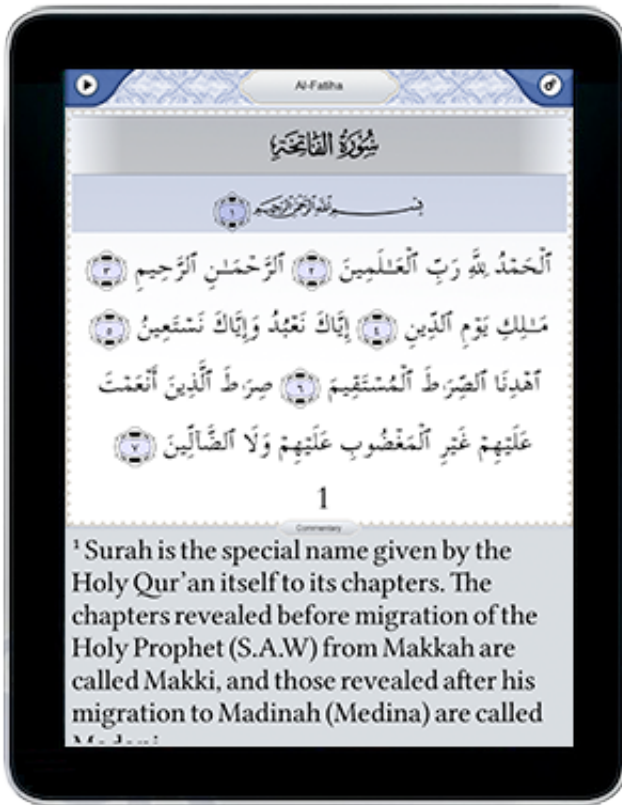 Al-Fatiha
سُورَةُ الفَاتِحَةِ
بِسْمِ ٱللَّهِ ٱلرَّحْمَٰنِ ٱلرَّحِيمِ ١
ٱلْحَمْدُ لِلَّهِ رَبِّ ٱلْعَـٰلَمِينَ ٢ ٱلرَّحْمَـٰنِ ٱلرَّحِيمِ ٣
مَـٰلِكِ يَوْمِ ٱلدِّينِ ٤ إِيَّاكَ نَعْبُدُ وَإِيَّاكَ نَسْتَعِينُ ٥
ٱهْدِنَا ٱلصِّرَٰطَ ٱلْمُسْتَقِيمَ ٦ صِرَٰطَ ٱلَّذِينَ أَنْعَمْتَ
عَلَيْهِمْ غَيْرِ ٱلْمَغْضُوبِ عَلَيْهِمْ وَلَا ٱلضَّآلِّينَ ٧
1
Commentary
¹ Surah is the special name given by the
Holy Qur’an itself to its chapters. The
chapters revealed before migration of the
Holy Prophet (S.A.W) from Makkah are
called Makki, and those revealed after his
migration to Madinah (Medina) are called